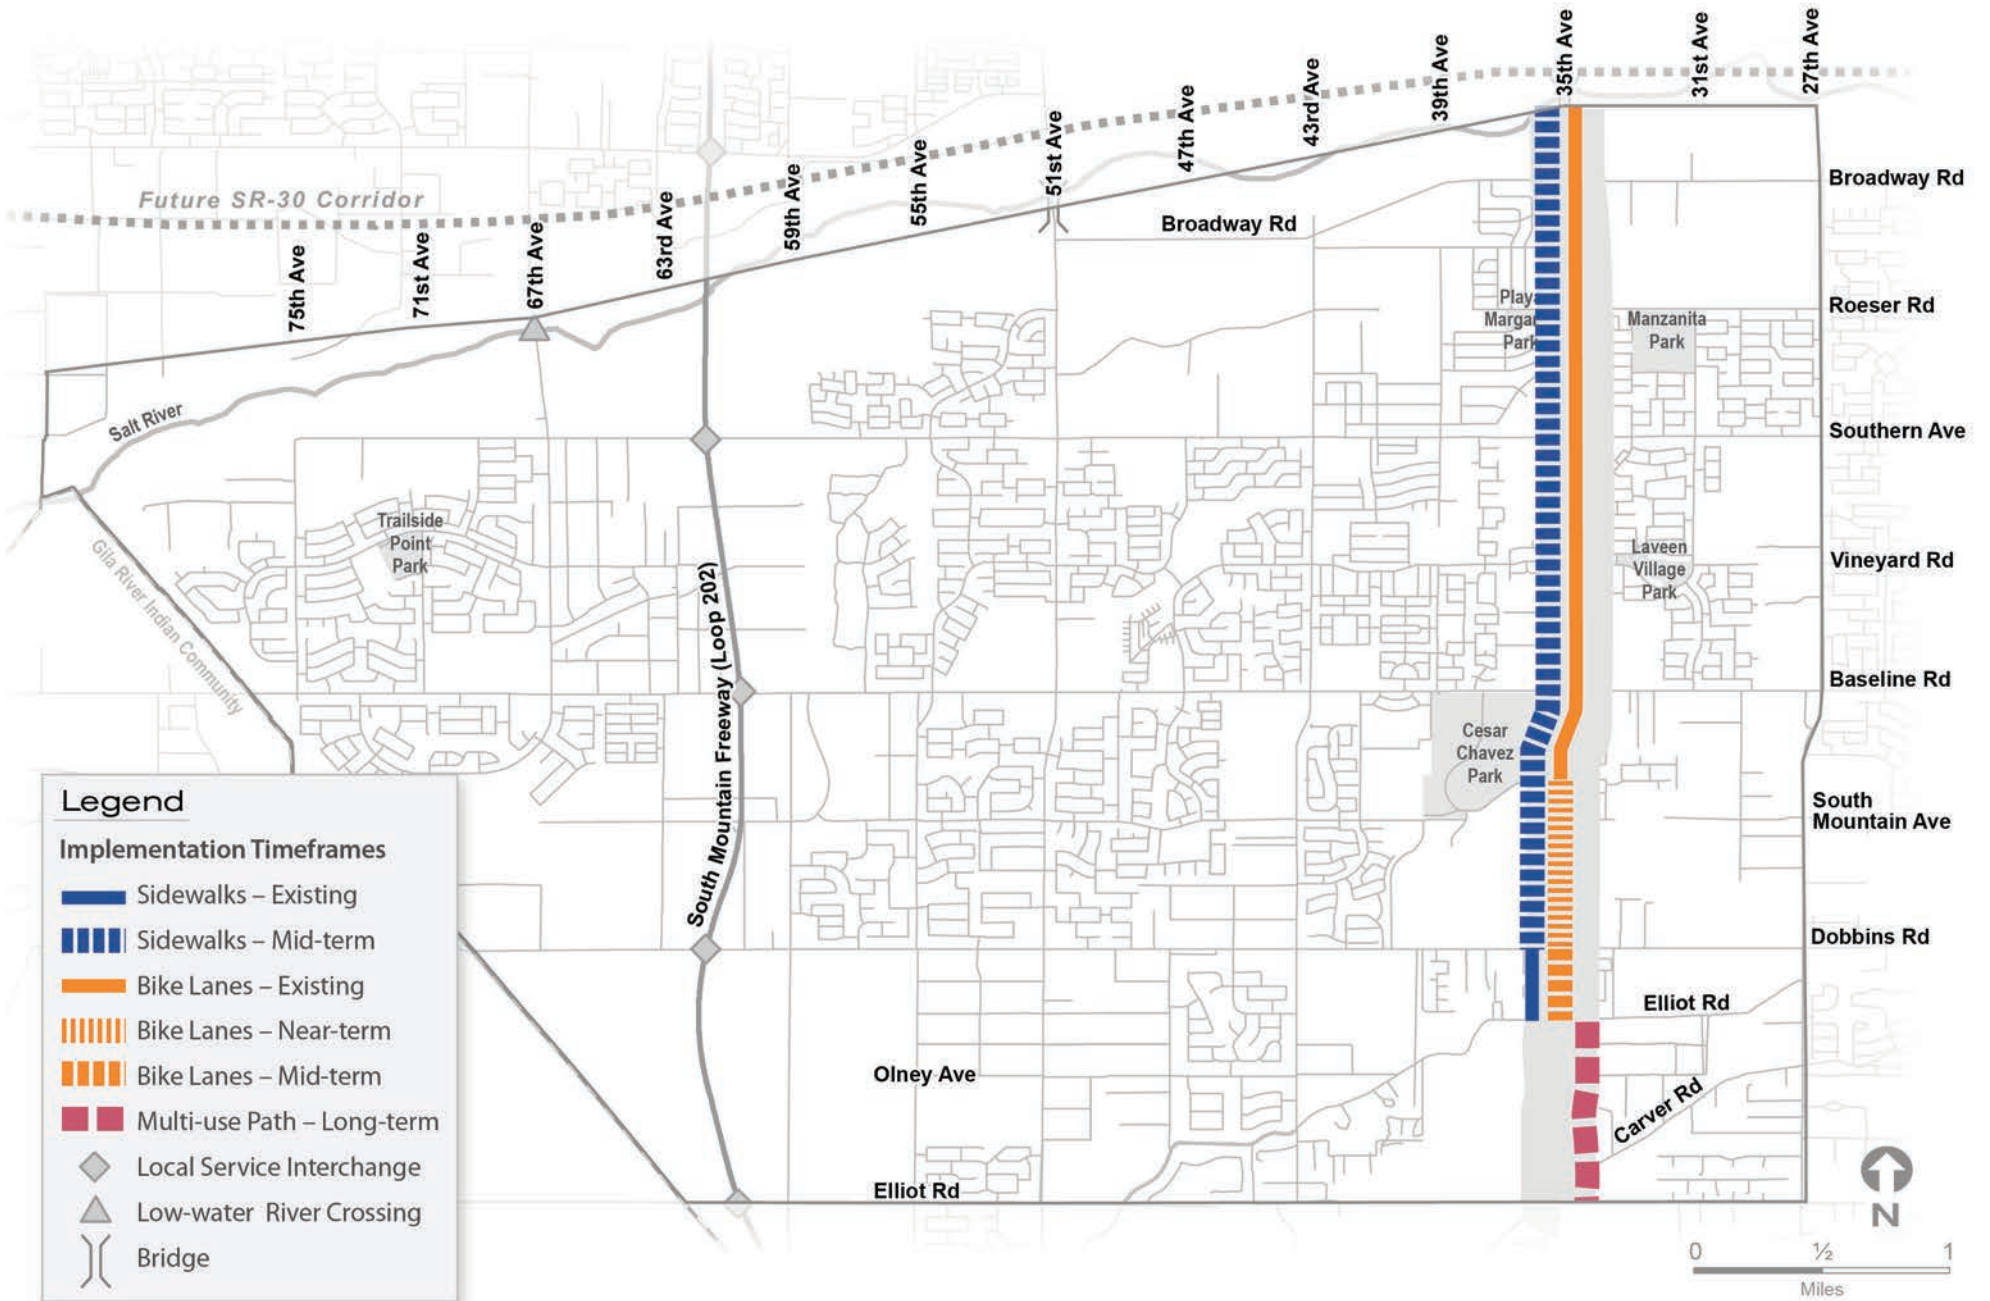 35th Ave
31st Ave
27th Ave
39th Ave
43rd Ave
47th Ave
51st Ave
55th Ave
59th Ave
63rd Ave
67th Ave
71st Ave
75th Ave
Future SR-30 Corridor
Broadway Rd
Broadway Rd
Roeser Rd
Playa
Margar
Park
Manzanita
Park
Salt River
Southern Ave
Trailside
Point
Park
Gila River Indian Community
South Mountain Freeway (Loop 202)
Laveen
Village
Park
Vineyard Rd
Baseline Rd
Cesar
Chavez
Park
South
Mountain Ave
Dobbins Rd
Elliot Rd
Olney Ave
Carver Rd
Elliot Rd
Legend
Implementation Timeframes
Sidewalks – Existing
Sidewalks – Mid-term
Bike Lanes – Existing
Bike Lanes – Near-term
Bike Lanes – Mid-term
Multi-use Path – Long-term
Local Service Interchange
Low-water River Crossing
Bridge
N
0 ½ 1
Miles